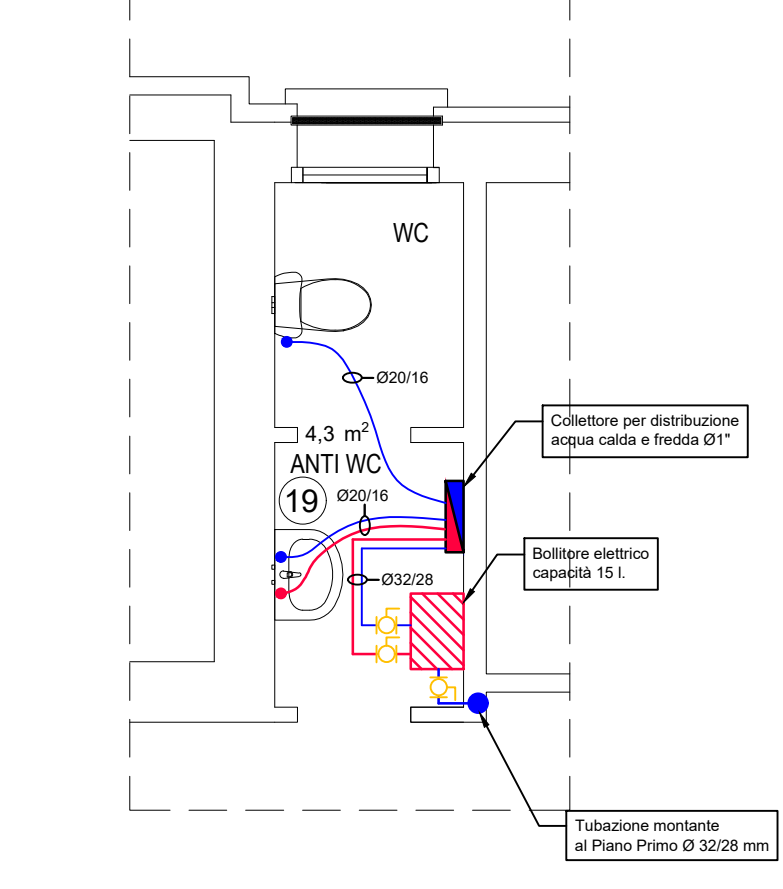 WC
Ø20/16
4,3 m²
ANTI WC
19
Ø20/16
Collettore per distribuzione
acqua calda e fredda Ø1"
Bollitore elettrico
capacità 15 l.
Ø32/28
Tubazione montante
al Piano Primo Ø 32/28 mm